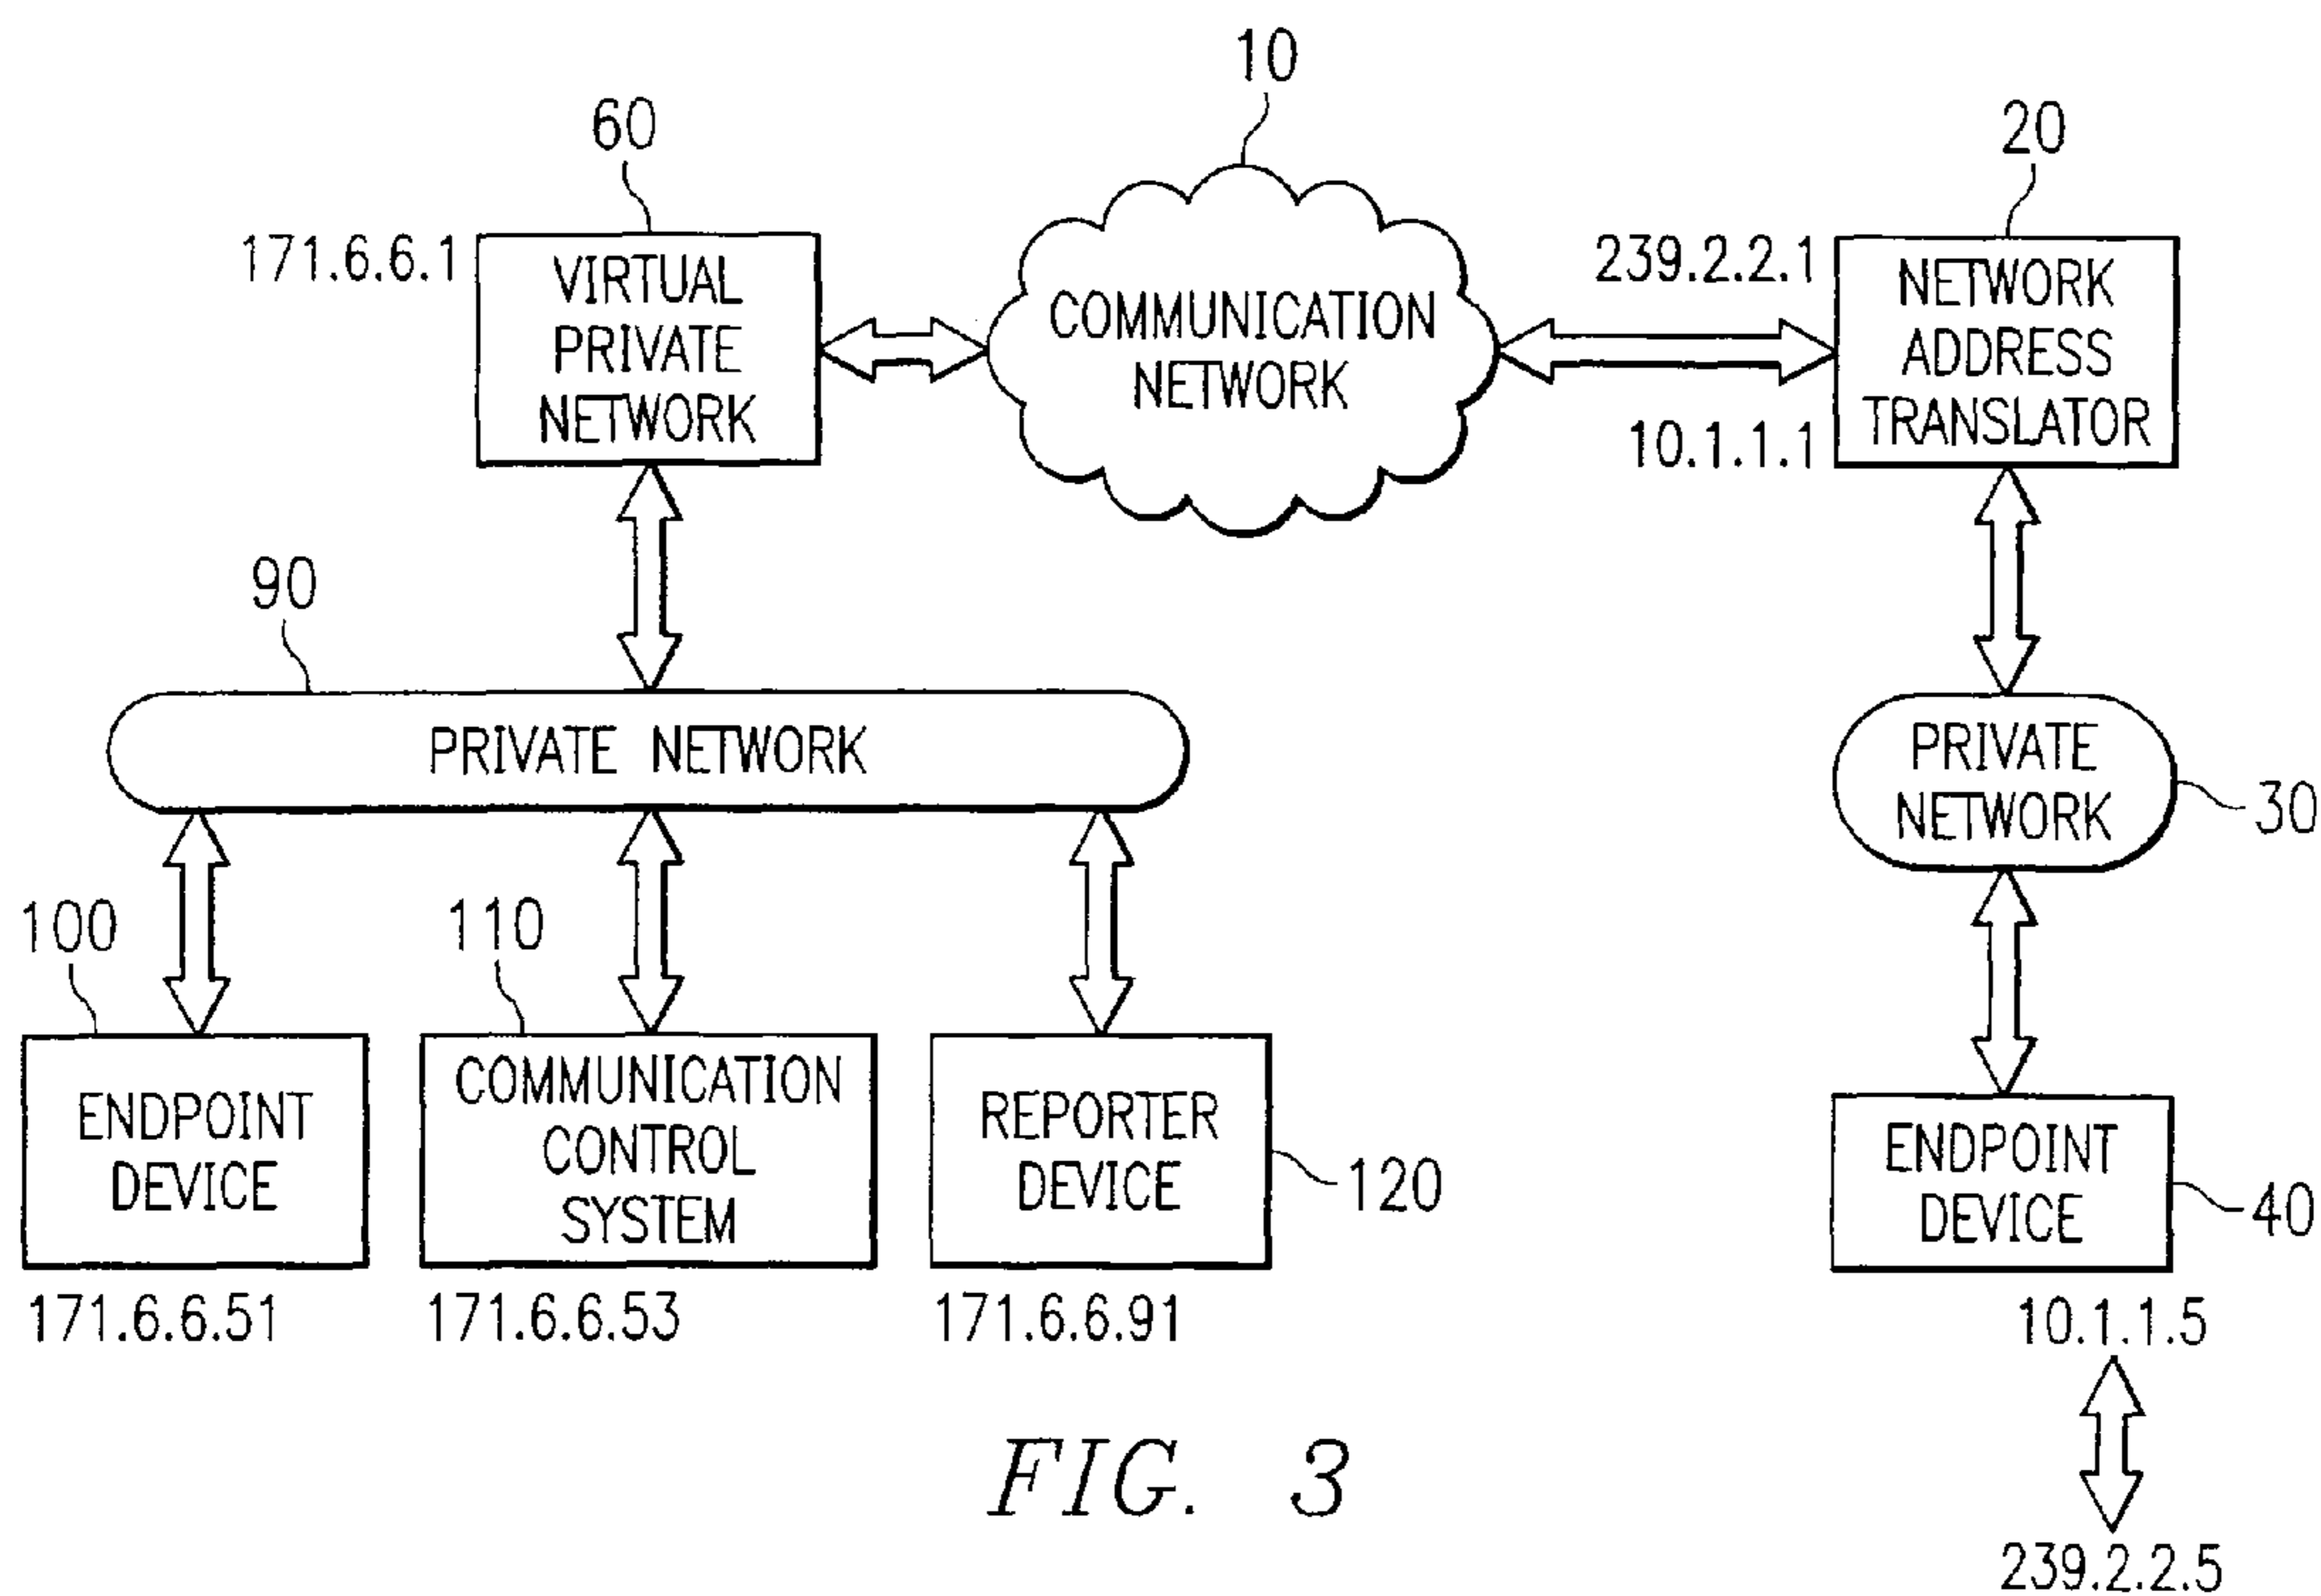 10
60
20
171.6.6.1
VIRTUAL
PRIVATE
NETWORK
COMMUNICATION
NETWORK
239.2.2.1
10.1.1.1
NETWORK
ADDRESS
TRANSLATOR
90
PRIVATE NETWORK
PRIVATE
NETWORK
30
100
110
ENDPOINT
DEVICE
COMMUNICATION
CONTROL
SYSTEM
REPORTER
DEVICE
120
ENDPOINT
DEVICE
40
171.6.6.51
171.6.6.53
171.6.6.91
10.1.1.5
239.2.2.5
FIG. 3